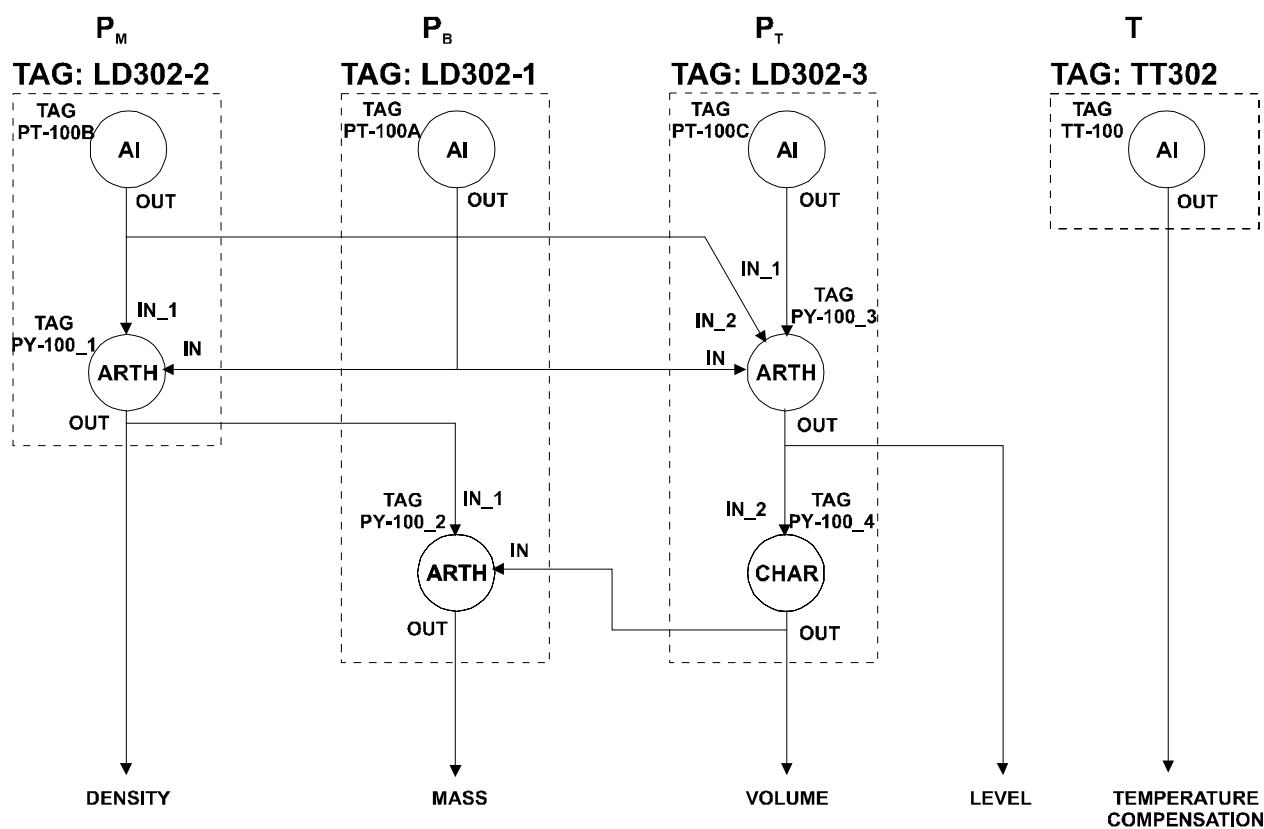 PM
PB
PT
T
TAG: LD302-2
TAG: LD302-1
TAG: LD302-3
TAG: TT302
TAG
PT-100B
AI
OUT
TAG
PT-100A
AI
OUT
TAG
PT-100C
AI
OUT
TAG
TT-100
AI
OUT
IN_1
TAG
PY-100_1
IN
ARTH
OUT
IN_1
IN_2
TAG
PY-100_3
IN
ARTH
OUT
TAG
PY-100_2
IN_1
IN
ARTH
OUT
IN_2
TAG
PY-100_4
CHAR
OUT
DENSITY
MASS
VOLUME
LEVEL
TEMPERATURE
COMPENSATION